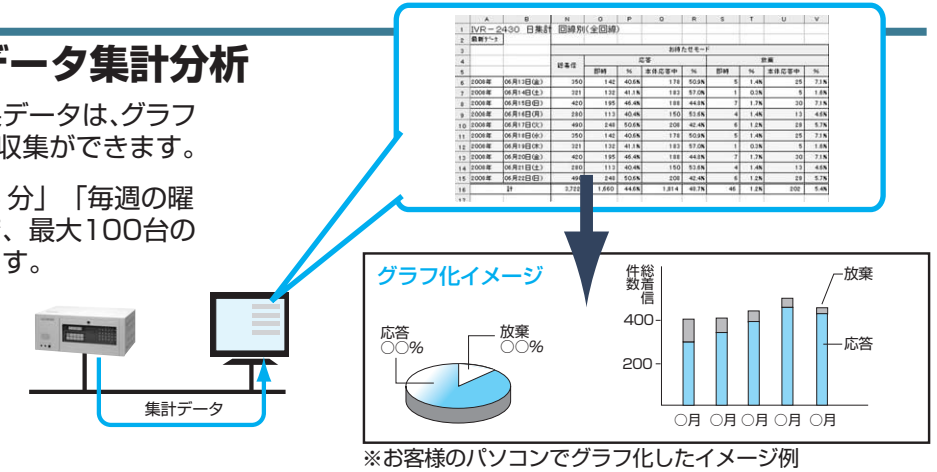 データ集計分析
データは、グラフ
収集ができます。
分」「毎週の曜
、最大100台の
す。
集計データ
A B N O P Q R S T U V
1 IVR-2430 日集計 回線別(全回線)
2 最新データ
3 お待たせモード
4 総着信 応答 放棄
5 即時 % 本体応答中 % 即時 % 本体応答中 %
6 2008年 06月13日(金) 350 142 40.6% 178 50.9% 5 1.4% 25 7.1%
7 2008年 06月14日(土) 321 132 41.1% 183 57.0% 1 0.3% 5 1.6%
8 2008年 06月15日(日) 420 195 46.4% 188 44.8% 7 1.7% 30 7.1%
9 2008年 06月16日(月) 280 113 40.4% 150 53.6% 4 1.4% 13 4.6%
10 2008年 06月17日(火) 490 248 50.6% 208 42.4% 6 1.2% 28 5.7%
11 2008年 06月18日(水) 350 142 40.6% 178 50.9% 5 1.4% 25 7.1%
12 2008年 06月19日(木) 321 132 41.1% 183 57.0% 1 0.3% 5 1.6%
13 2008年 06月20日(金) 420 195 46.4% 188 44.8% 7 1.7% 30 7.1%
14 2008年 06月21日(土) 280 113 40.4% 150 53.6% 4 1.4% 13 4.6%
15 2008年 06月22日(日) 490 248 50.6% 208 42.4% 6 1.2% 28 5.7%
16 計 3,722 1,660 44.6% 1,814 48.7% 46 1.2% 202 5.4%
17
グラフ化イメージ
応答
○○%
放棄
○○%
総着信
件数
400
200
放棄
応答
○月 ○月 ○月 ○月 ○月
※お客様のパソコンでグラフ化したイメージ例